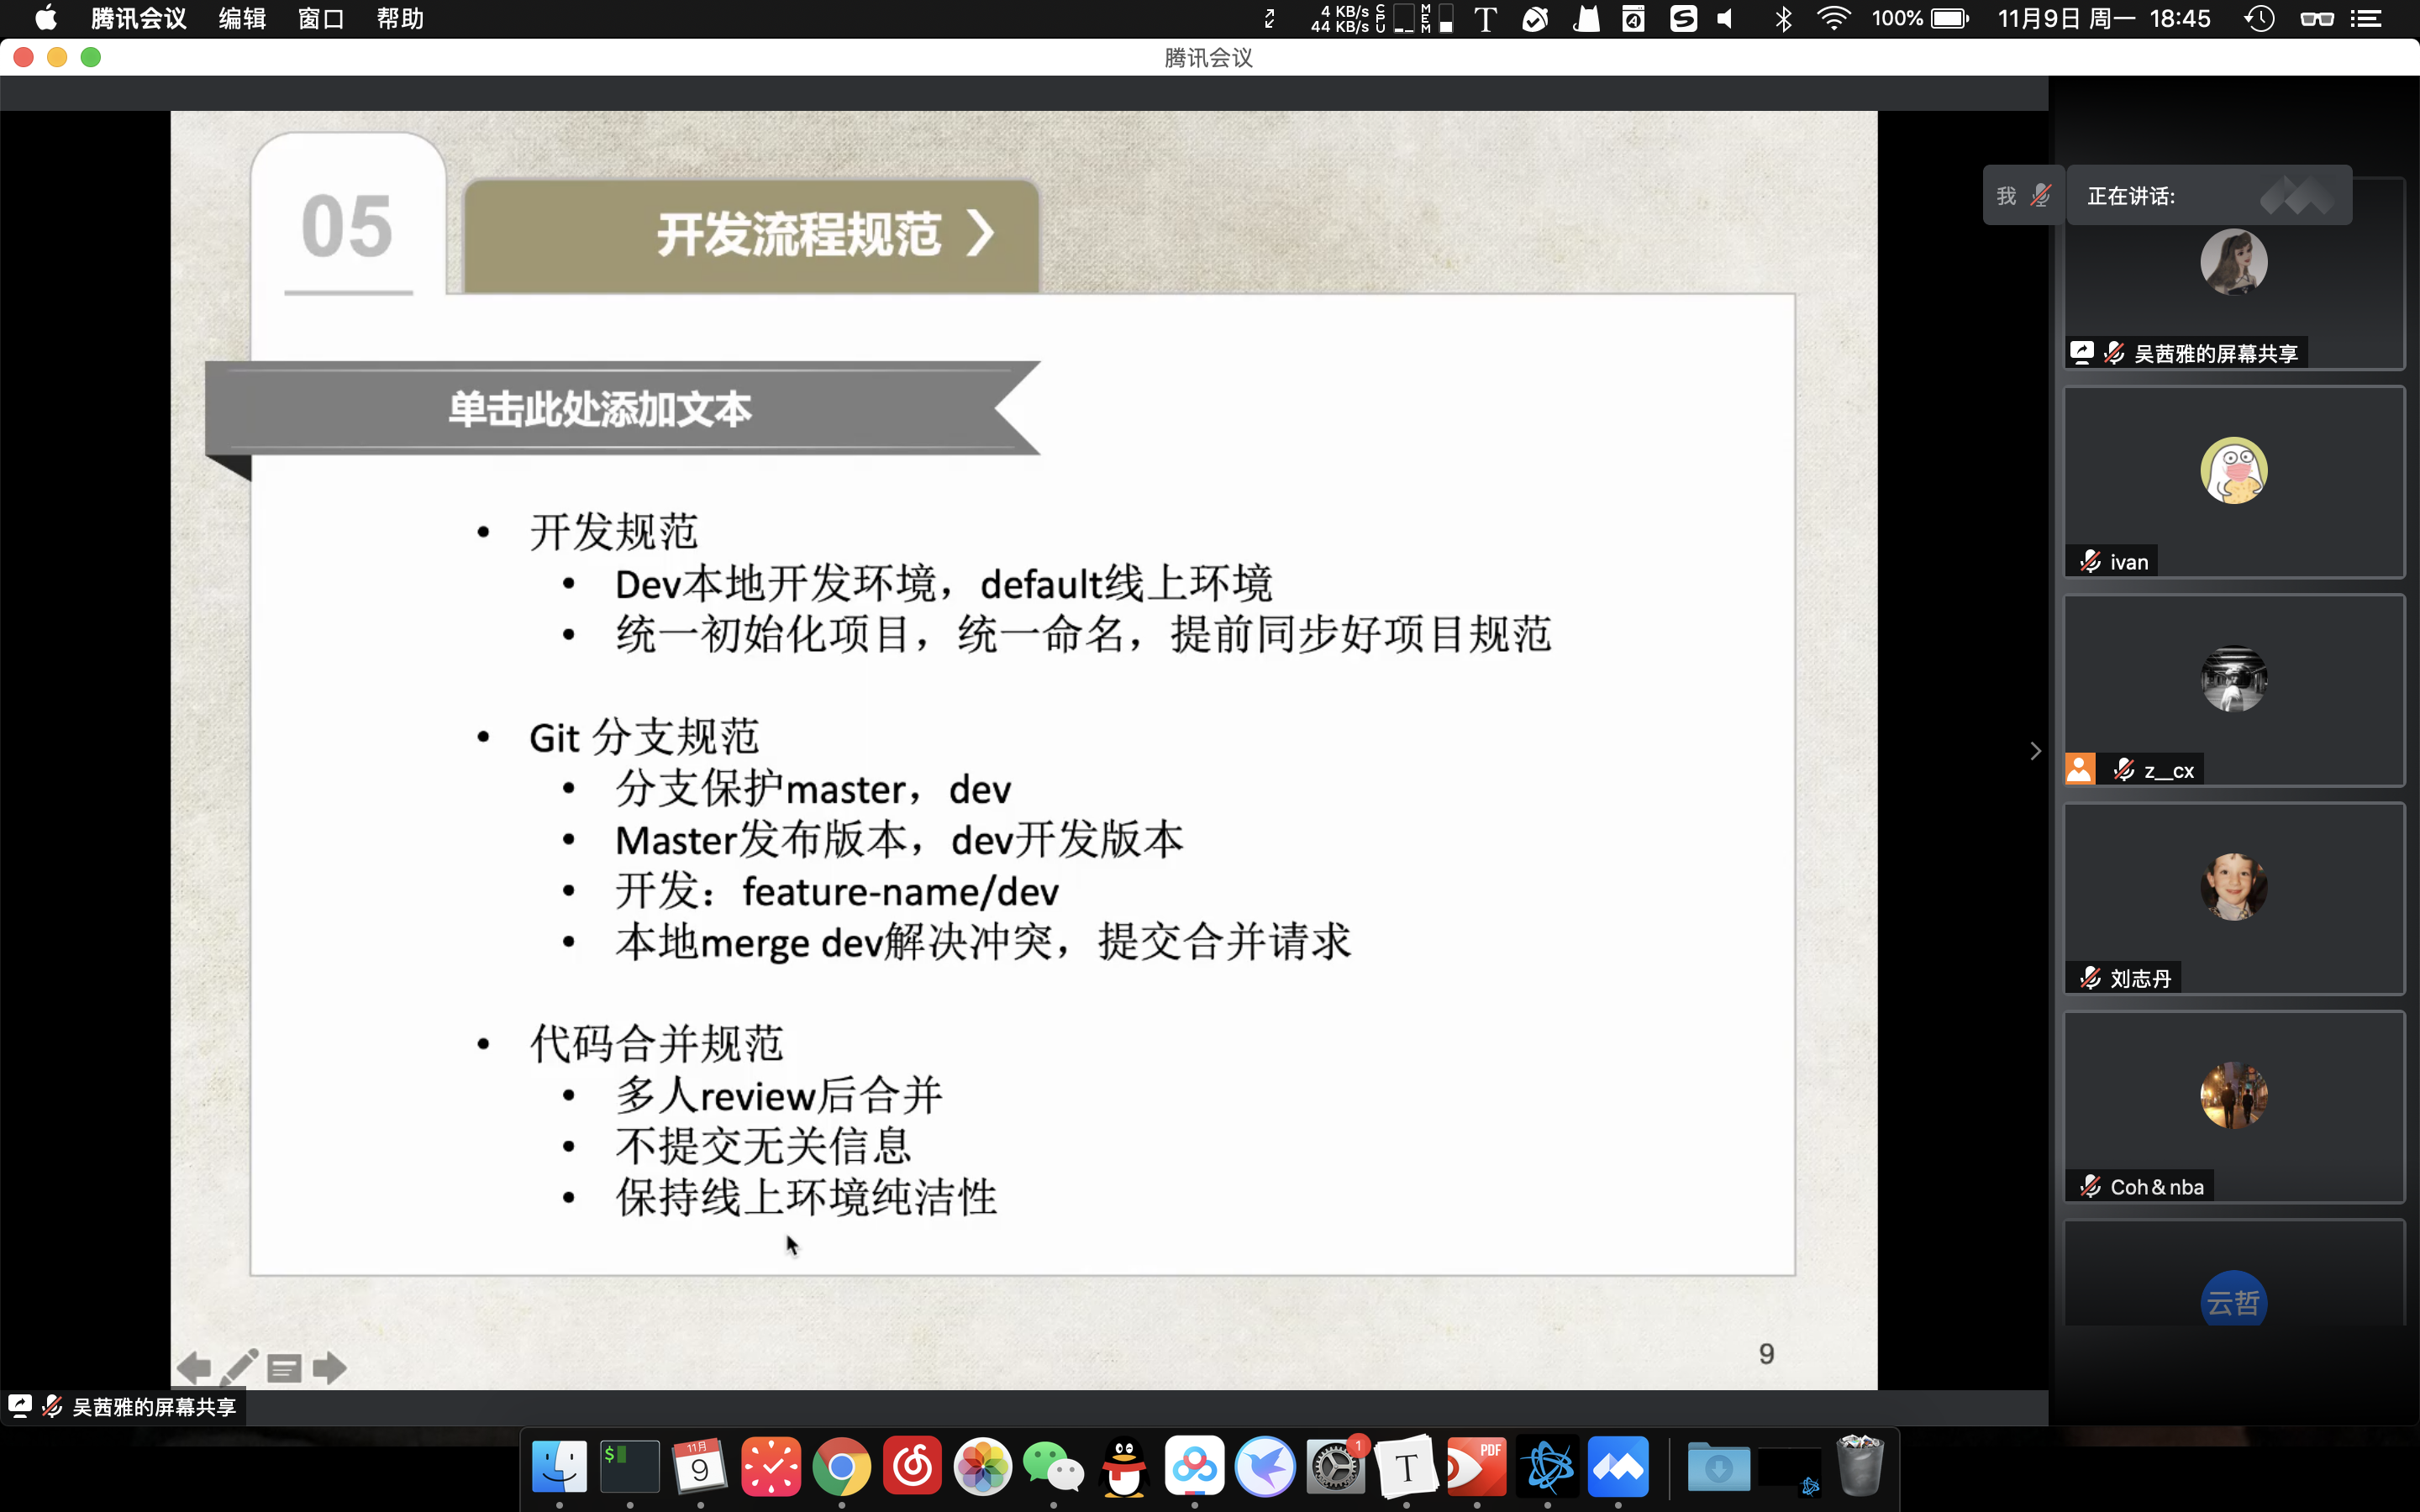 腾讯会议 编辑 窗口 帮助
4 KB/s
44 KB/s
CPU
MEM
100%
11月9日 周一 18:45
腾讯会议
05
开发流程规范
单击此处添加文本
• 开发规范
• Dev本地开发环境，default线上环境
• 统一初始化项目，统一命名，提前同步好项目规范
• Git 分支规范
• 分支保护master，dev
• Master发布版本，dev开发版本
• 开发：feature-name/dev
• 本地merge dev解决冲突，提交合并请求
• 代码合并规范
• 多人review后合并
• 不提交无关信息
• 保持线上环境纯洁性
9
吴茜雅的屏幕共享
我
正在讲话:
吴茜雅的屏幕共享
ivan
z__cx
刘志丹
Coh&nba
云哲
11月
9
1
T
PDF